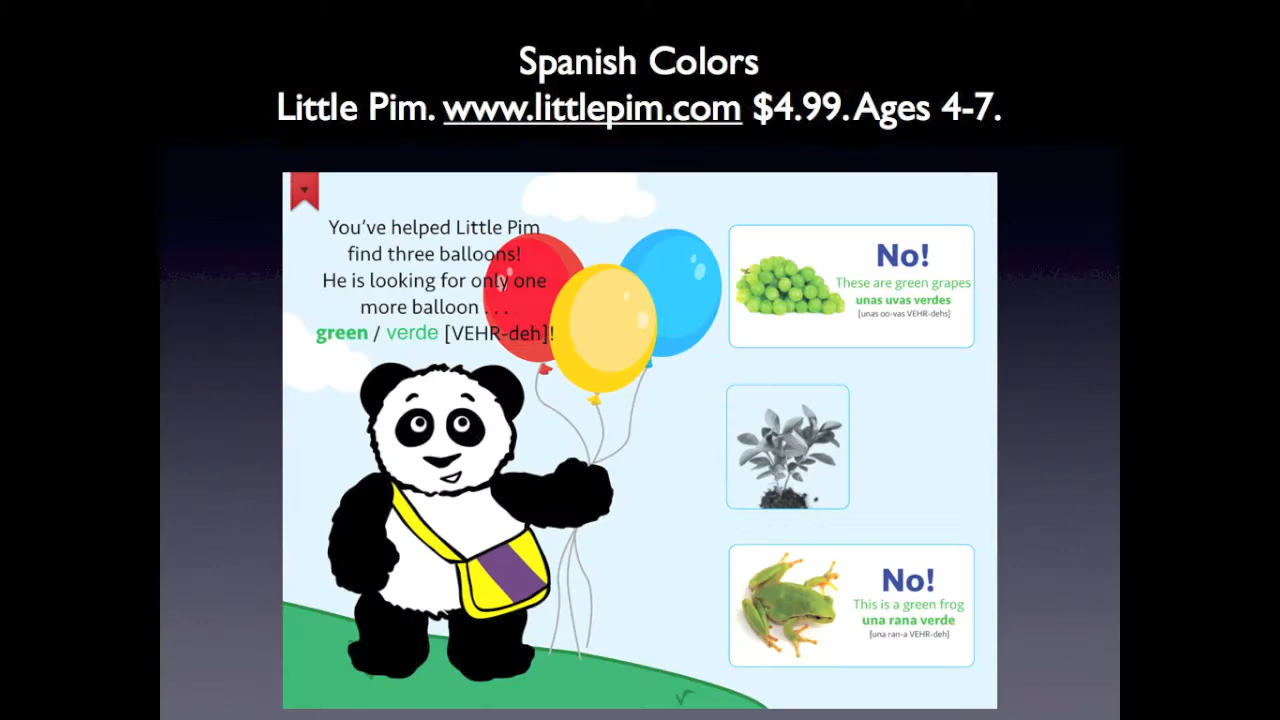 Spanish Colors
Little Pim. www.littlepim.com $4.99. Ages 4-7.
You've helped Little Pim
find three balloons!
He is looking for only one
more balloon . . .
green / verde [VEHR-deh]!
No!
These are green grapes
unas uvas verdes
[unas oo-vas VEHR-dehs]
No!
This is a green frog
una rana verde
[una ran-a VEHR-deh]